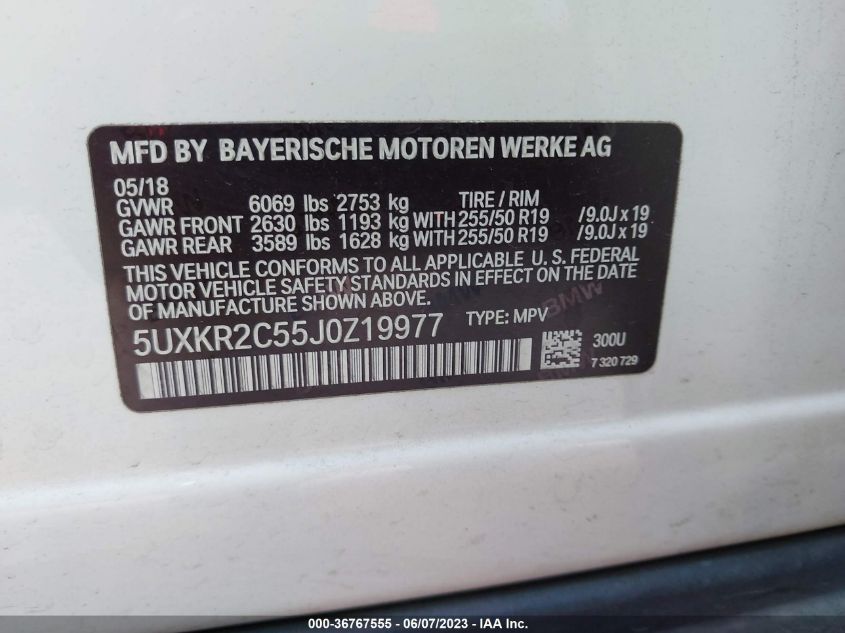 MFD BY BAYERISCHE MOTOREN WERKE AG
05/18 TIRE / RIM
GVWR 6069 lbs 2753 kg
GAWR FRONT 2630 lbs 1193 kg WITH 255/50 R19 /9.0J x 19
GAWR REAR 3589 lbs 1628 kg WITH 255/50 R19 /9.0J x 19
THIS VEHICLE CONFORMS TO ALL APPLICABLE U. S. FEDERAL
MOTOR VEHICLE SAFETY STANDARDS IN EFFECT ON THE DATE
OF MANUFACTURE SHOWN ABOVE.
BMW
5UXKR2C55J0Z19977 TYPE: MPV
300U
7 320 729
000-36767555 - 06/07/2023 - IAA Inc.